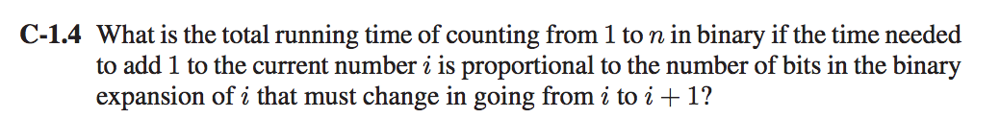 C-1.4 What is the total running time of counting from 1 to n in binary if the time needed
to add 1 to the current number i is proportional to the number of bits in the binary
expansion of i that must change in going from i to i + 1?